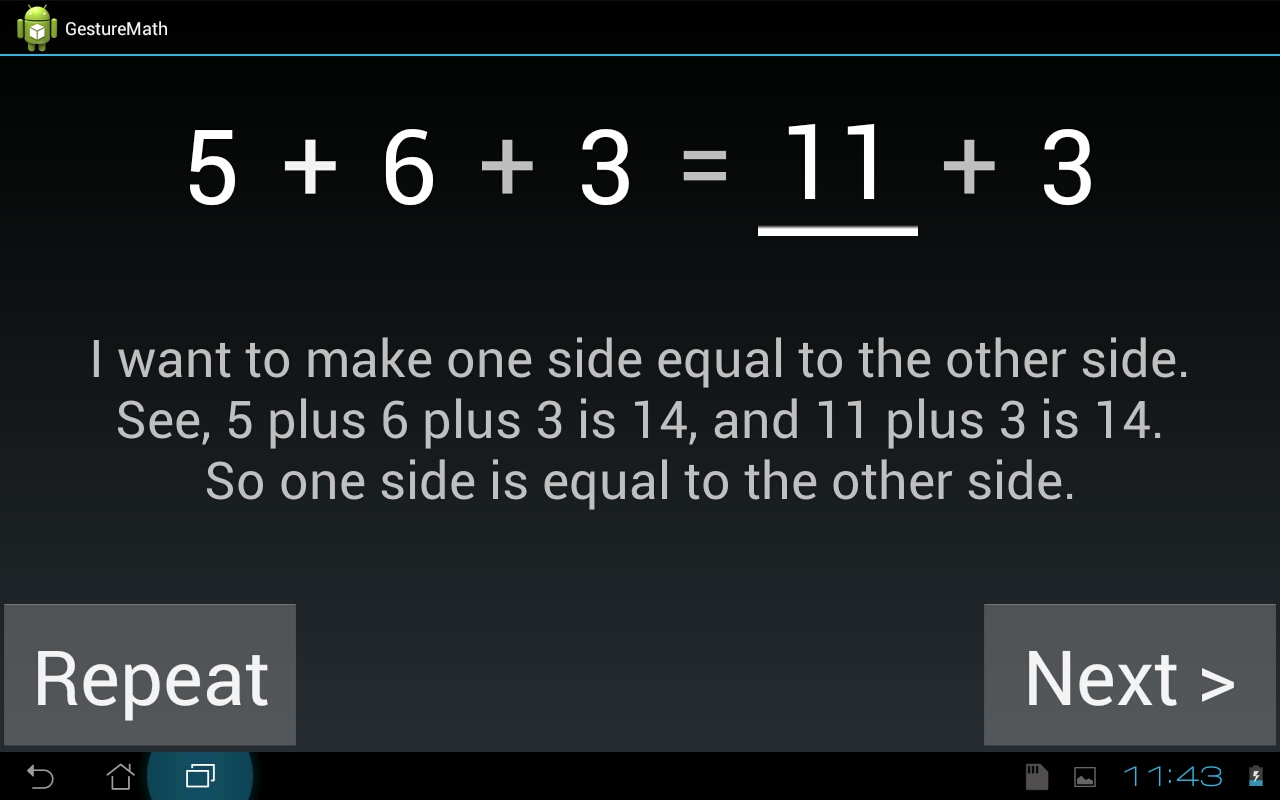 GestureMath
5 + 6 + 3 = 11 + 3
I want to make one side equal to the other side.
See, 5 plus 6 plus 3 is 14, and 11 plus 3 is 14.
So one side is equal to the other side.
Repeat
Next >
11:43